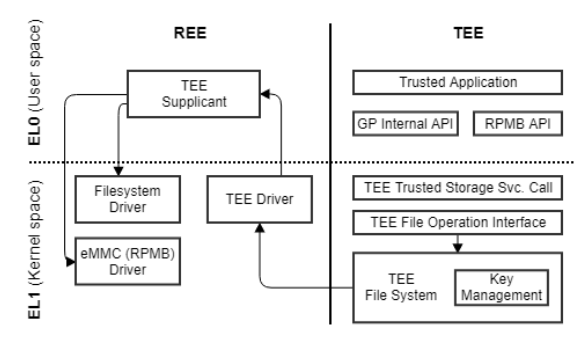 REE
TEE
EL0 (User space)
TEE
Supplicant
Trusted Application
GP Internal API
RPMB API
EL1 (Kernel space)
Filesystem
Driver
TEE Driver
eMMC (RPMB)
Driver
TEE Trusted Storage Svc. Call
TEE File Operation Interface
TEE
File System
Key
Management